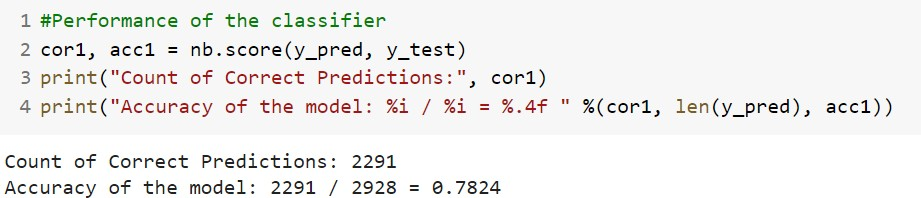 1 #Performance of the classifier
2 cor1, acc1 = nb.score(y_pred, y_test)
3 print("Count of Correct Predictions:", cor1)
4 print("Accuracy of the model: %i / %i = %.4f " %(cor1, len(y_pred), acc1))
Count of Correct Predictions: 2291
Accuracy of the model: 2291 / 2928 = 0.7824